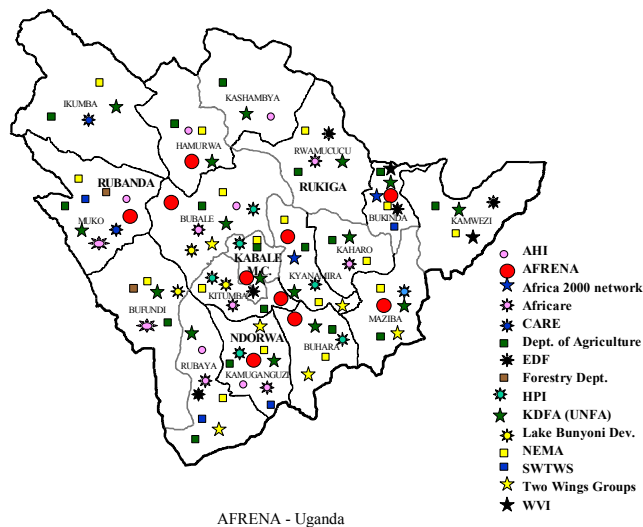 KASHAMBYA
IKUMBA
HAMURWA
RWAMUCUCU
RUBANDA
RUKIGA
MUKO
BUBALE
BUKINDA
KAMWEZI
KABALE
M.C.
KAHARO
KYANAMIRA
KITUMBA
BUFUNDI
MAZIBA
NDORWA
BUHARA
RUBAYA
KAMUGANGUZI
AHI
AFRENA
Africa 2000 network
Africare
CARE
Dept. of Agriculture
EDF
Forestry Dept.
HPI
KDFA (UNFA)
Lake Bunyoni Dev.
NEMA
SWTWS
Two Wings Groups
WVI
AFRENA - Uganda